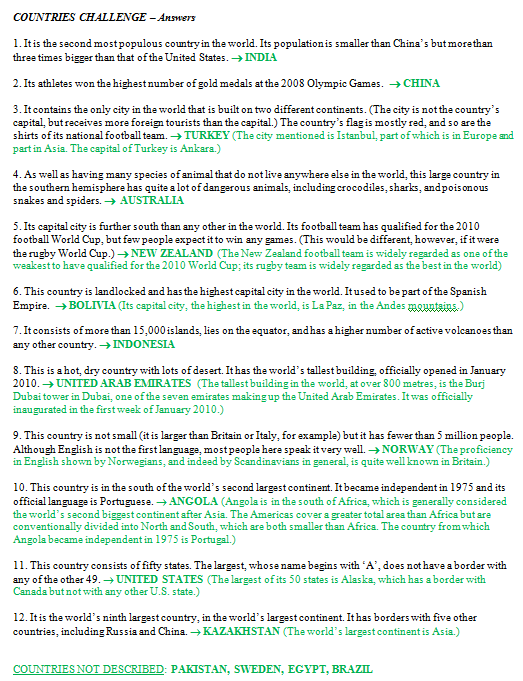 COUNTRIES CHALLENGE – Answers
1. It is the second most populous country in the world. Its population is smaller than China's but more than
three times bigger than that of the United States. → INDIA
2. Its athletes won the highest number of gold medals at the 2008 Olympic Games. → CHINA
3. It contains the only city in the world that is built on two different continents. (The city is not the country's
capital, but receives more foreign tourists than the capital.) The country's flag is mostly red, and so are the
shirts of its national football team. → TURKEY (The city mentioned is Istanbul, part of which is in Europe and
part in Asia. The capital of Turkey is Ankara.)
4. As well as having many species of animal that do not live anywhere else in the world, this large country in
the southern hemisphere has quite a lot of dangerous animals, including crocodiles, sharks, and poisonous
snakes and spiders. → AUSTRALIA
5. Its capital city is further south than any other in the world. Its football team has qualified for the 2010
football World Cup, but few people expect it to win any games. (This would be different, however, if it were
the rugby World Cup.) → NEW ZEALAND (The New Zealand football team is widely regarded as one of the
weakest to have qualified for the 2010 World Cup; its rugby team is widely regarded as the best in the world)
6. This country is landlocked and has the highest capital city in the world. It used to be part of the Spanish
Empire. → BOLIVIA (Its capital city, the highest in the world, is La Paz, in the Andes mountains.)
7. It consists of more than 15,000 islands, lies on the equator, and has a higher number of active volcanoes than
any other country. → INDONESIA
8. This is a hot, dry country with lots of desert. It has the world's tallest building, officially opened in January
2010. → UNITED ARAB EMIRATES (The tallest building in the world, at over 800 metres, is the Burj
Dubai tower in Dubai, one of the seven emirates making up the United Arab Emirates. It was officially
inaugurated in the first week of January 2010.)
9. This country is not small (it is larger than Britain or Italy, for example) but it has fewer than 5 million people.
Although English is not the first language, most people here speak it very well. → NORWAY (The proficiency
in English shown by Norwegians, and indeed by Scandinavians in general, is quite well known in Britain.)
10. This country is in the south of the world's second largest continent. It became independent in 1975 and its
official language is Portuguese. → ANGOLA (Angola is in the south of Africa, which is generally considered
the world's second biggest continent after Asia. The Americas cover a greater total area than Africa but are
conventionally divided into North and South, which are both smaller than Africa. The country from which
Angola became independent in 1975 is Portugal.)
11. This country consists of fifty states. The largest, whose name begins with 'A', does not have a border with
any of the other 49. → UNITED STATES (The largest of its 50 states is Alaska, which has a border with
Canada but not with any other U.S. state.)
12. It is the world's ninth largest country, in the world's largest continent. It has borders with five other
countries, including Russia and China. → KAZAKHSTAN (The world's largest continent is Asia.)
COUNTRIES NOT DESCRIBED: PAKISTAN, SWEDEN, EGYPT, BRAZIL